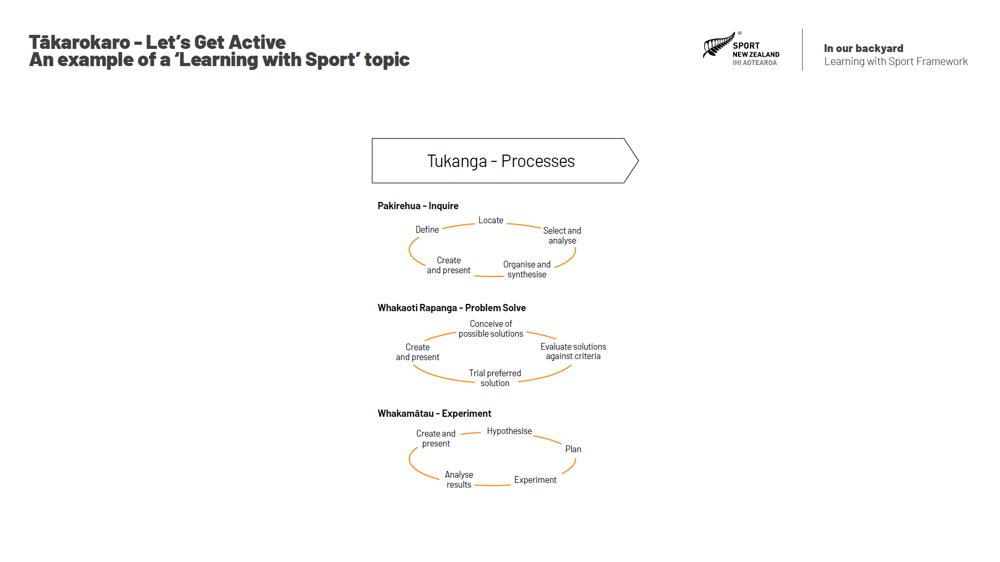 Tākarokaro - Let’s Get Active
An example of a ‘Learning with Sport’ topic
SPORT
NEW ZEALAND
IHI AOTEAROA
In our backyard
Learning with Sport Framework
Tukanga - Processes
Pakirehua - Inquire
Locate
Define
Select and
analyse
Create
and present
Organise and
synthesise
Whakaoti Rapanga - Problem Solve
Conceive of
possible solutions
Create
and present
Evaluate solutions
against criteria
Trial preferred
solution
Whakamātau - Experiment
Create and
present
Hypothesise
Plan
Analyse
results
Experiment